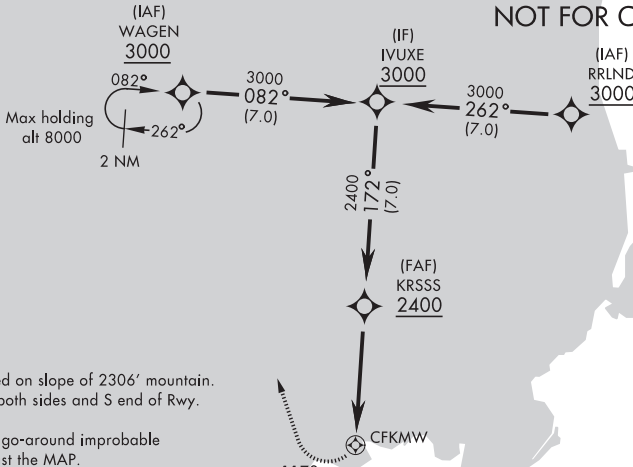 NOT FOR C
(IAF)
WAGEN
3000
(IF)
IVUXE
3000
(IAF)
RRLND
3000
082°
262°
Max holding
alt 8000
2 NM
3000
082°
(7.0)
3000
262°
(7.0)
2400
172°
(7.0)
(FAF)
KRSSS
2400
ed on slope of 2306' mountain.
both sides and S end of Rwy.
go-around improbable
st the MAP.
CFKMW